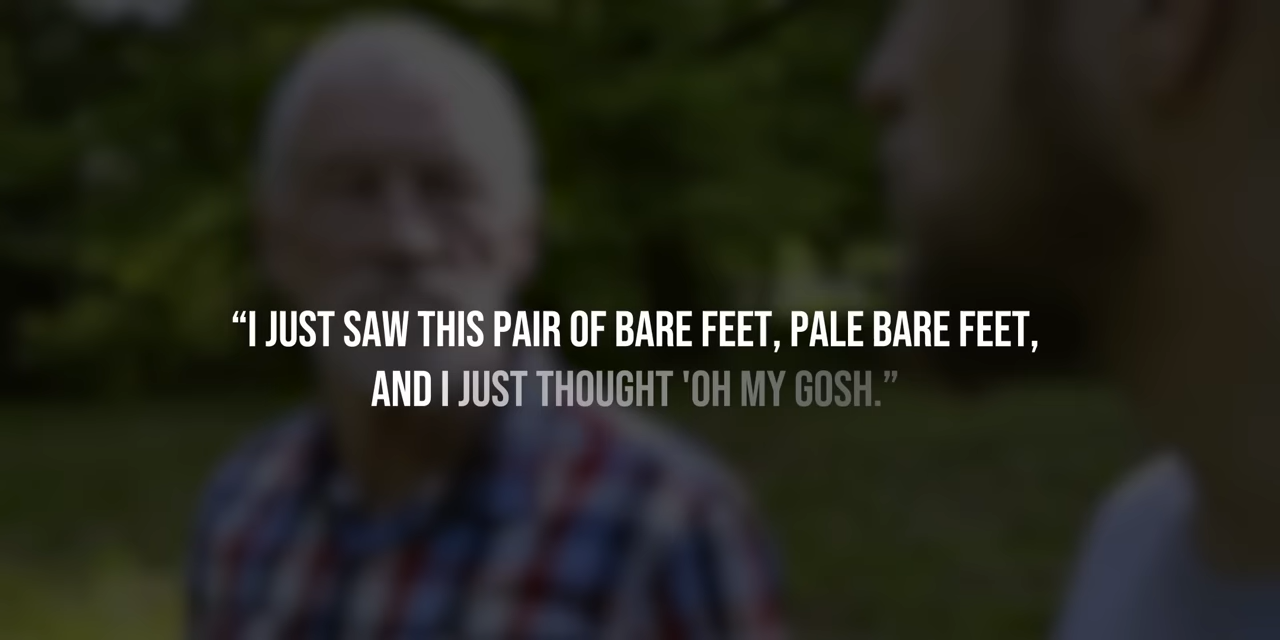 “I JUST SAW THIS PAIR OF BARE FEET, PALE BARE FEET,
AND I JUST THOUGHT 'OH MY GOSH.”